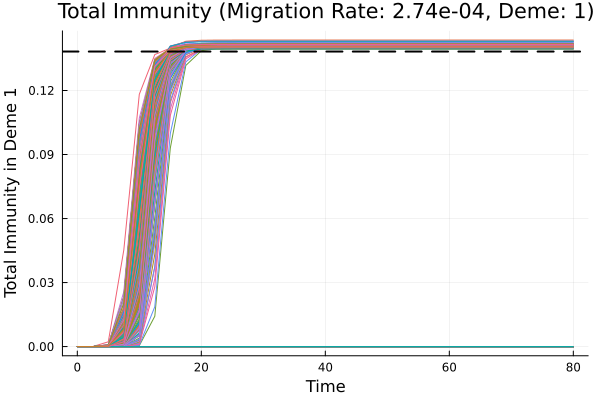 Total Immunity (Migration Rate: 2.74e-04, Deme: 1)
Total Immunity in Deme 1
0.12
0.09
0.06
0.03
0.00
0 20 40 60 80
Time